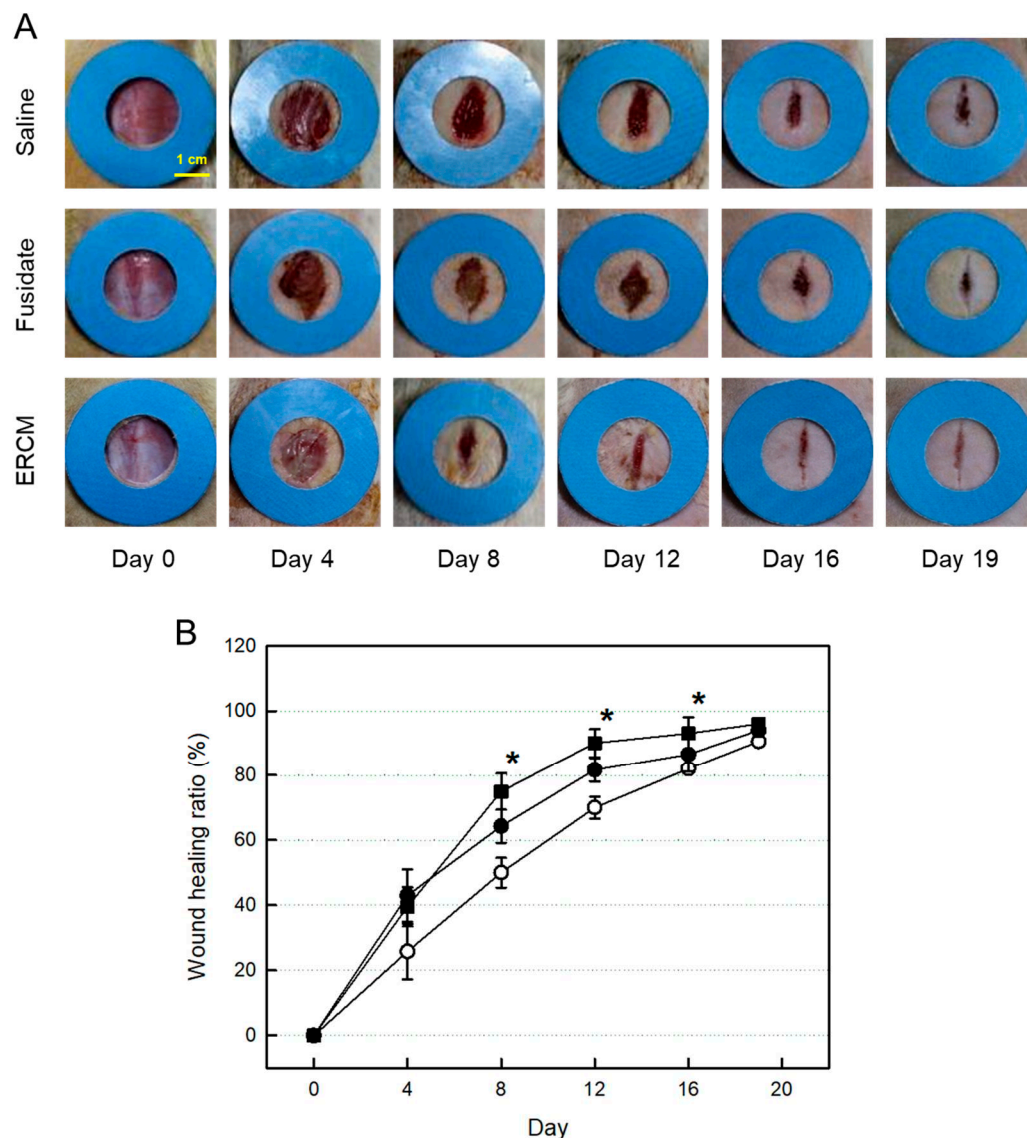 A
Saline
1 cm
Fusidate
ERCM
Day 0 Day 4 Day 8 Day 12 Day 16 Day 19
B
Wound healing ratio (%)
120
100
80
60
40
20
0
* * *
0 4 8 12 16 20
Day